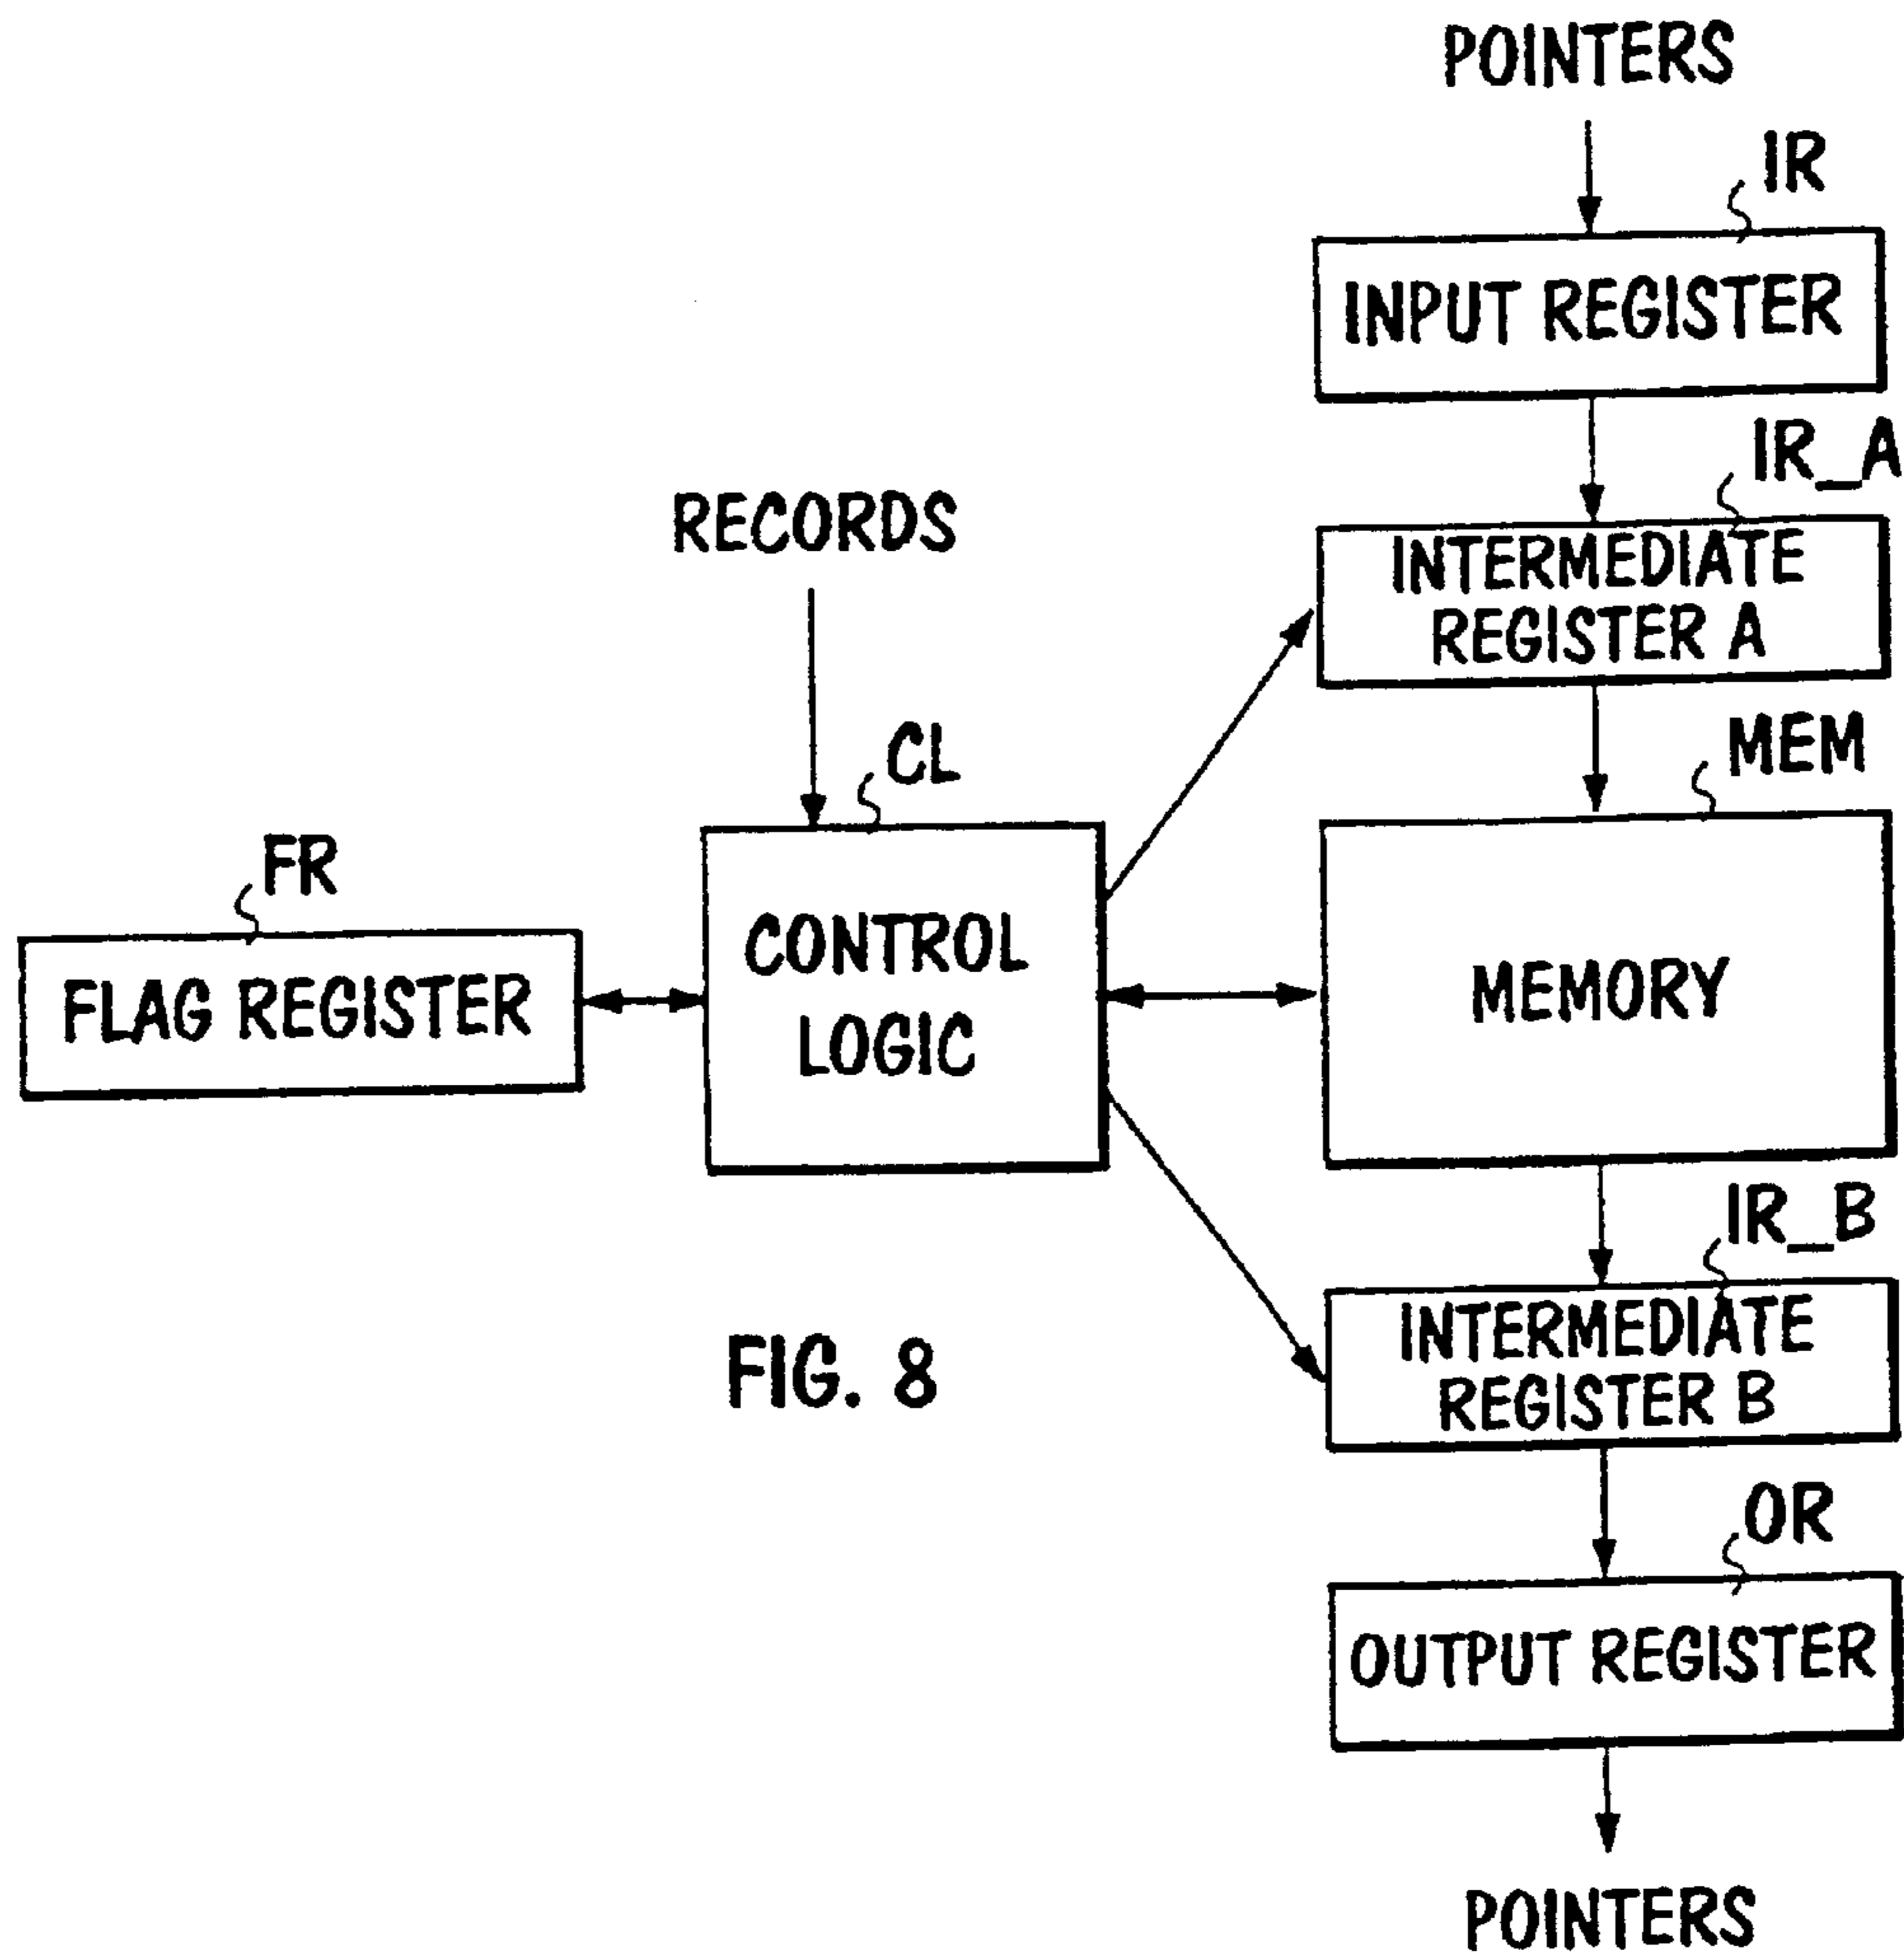 POINTERS
IR
INPUT REGISTER
IR_A
RECORDS
INTERMEDIATE
REGISTER A
CL
MEM
FR
CONTROL
LOGIC
FLAG REGISTER
MEMORY
IR_B
INTERMEDIATE
REGISTER B
FIG. 8
OR
OUTPUT REGISTER
POINTERS